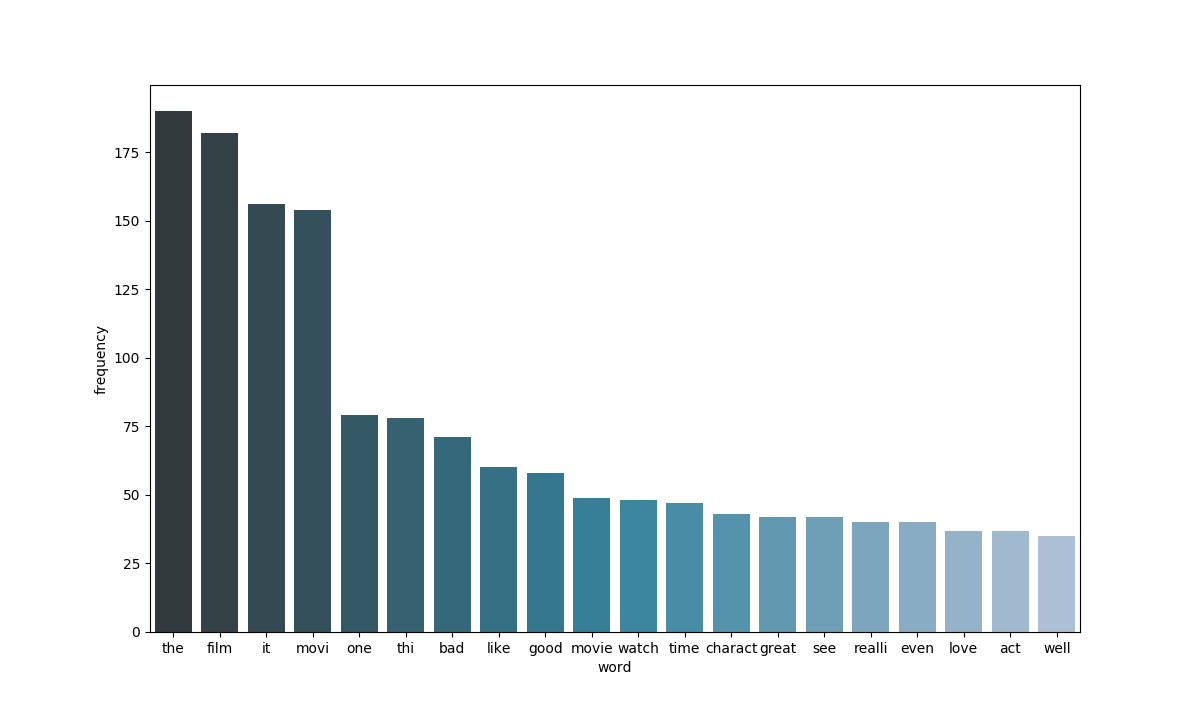 175
150
125
100
75
50
25
0
frequency
the film it movi one thi bad like good movie watch time charact great see realli even love act well
word